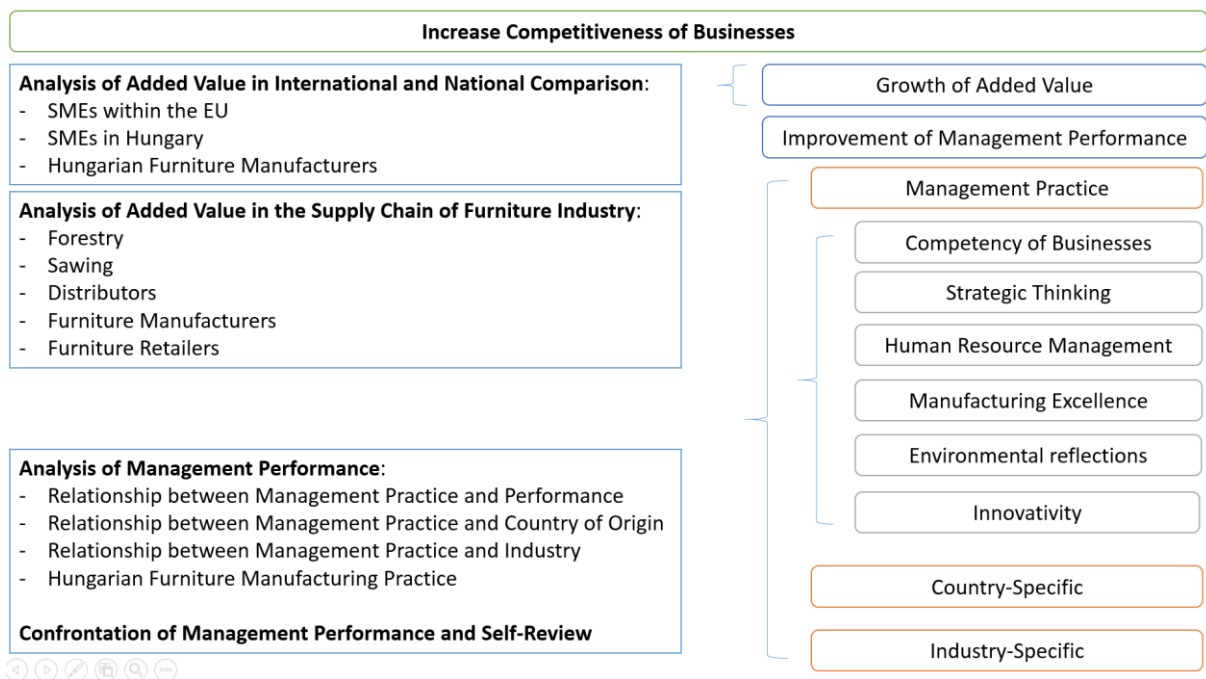 Increase Competitiveness of Businesses
Analysis of Added Value in International and National Comparison:
- SMEs within the EU
- SMEs in Hungary
- Hungarian Furniture Manufacturers
Analysis of Added Value in the Supply Chain of Furniture Industry:
- Forestry
- Sawing
- Distributors
- Furniture Manufacturers
- Furniture Retailers
Analysis of Management Performance:
- Relationship between Management Practice and Performance
- Relationship between Management Practice and Country of Origin
- Relationship between Management Practice and Industry
- Hungarian Furniture Manufacturing Practice
Confrontation of Management Performance and Self-Review
Growth of Added Value
Improvement of Management Performance
Management Practice
Competency of Businesses
Strategic Thinking
Human Resource Management
Manufacturing Excellence
Environmental reflections
Innovativity
Country-Specific
Industry-Specific